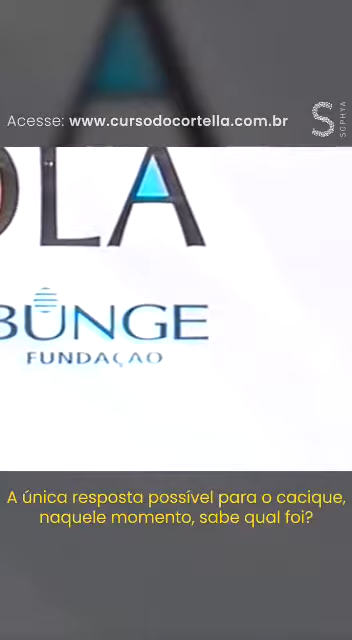 Acesse: www.cursodocortella.com.br
S
SOPHYA
OLA
BUNGE
FUNDAÇÃO
A única resposta possível para o cacique,
naquele momento, sabe qual foi?